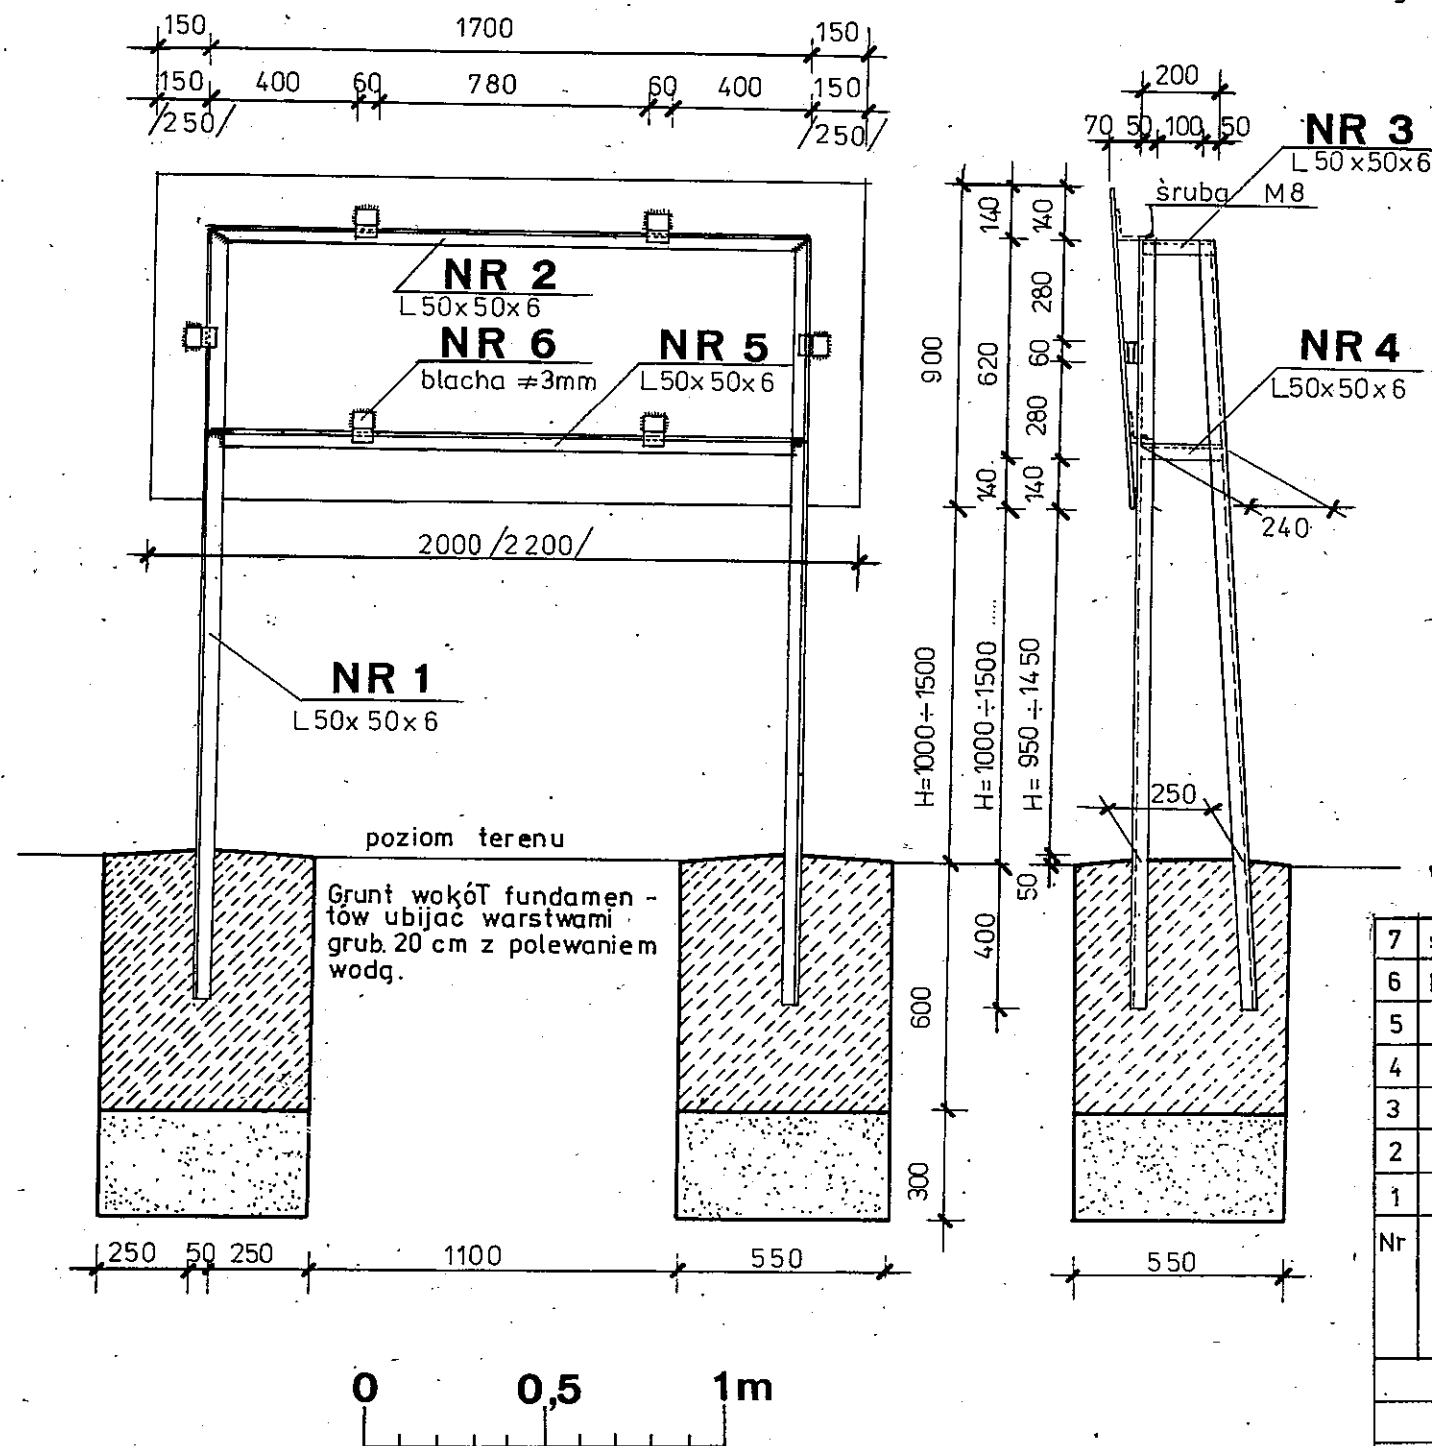 150 1700 150
150 400 60 780 60 400 150
/250/ /250/
200
70 50 100 50
NR 3
L 50x50x6
śruba M8
NR 2
L 50x50x6
NR 6
blacha ≠3mm
NR 5
L 50x50x6
NR 4
L 50x50x6
900
140
620
140
140
280
60
280
140
240
2000 /2200/
NR 1
L 50x50x6
H=1000÷1500
H=1000÷1500
H= 950÷1450
250
poziom terenu
Grunt wokół fundamen -
tów ubijać warstwami
grub. 20 cm z polewaniem
wodą.
50
400
600
300
250 50 250 1100 550
550
7
6
5
4
3
2
1
Nr
0 0,5 1m